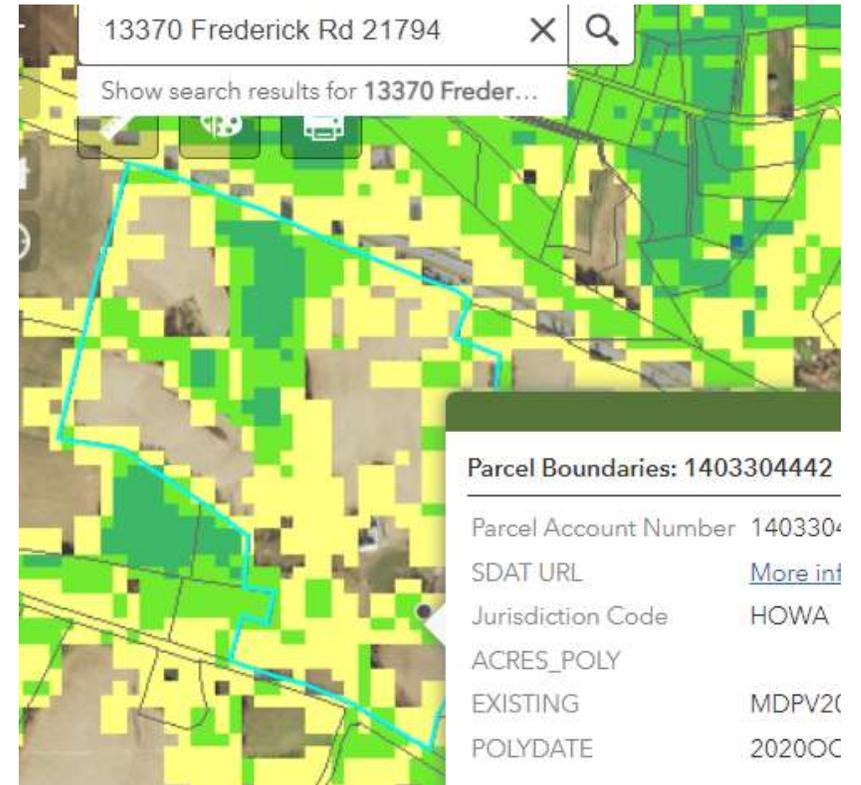 13370 Frederick Rd 21794
Show search results for 13370 Freder...
Parcel Boundaries: 1403304442
Parcel Account Number 1403304
SDAT URL More inf
Jurisdiction Code HOWA
ACRES_POLY
EXISTING MDPV20
POLYDATE 2020OC